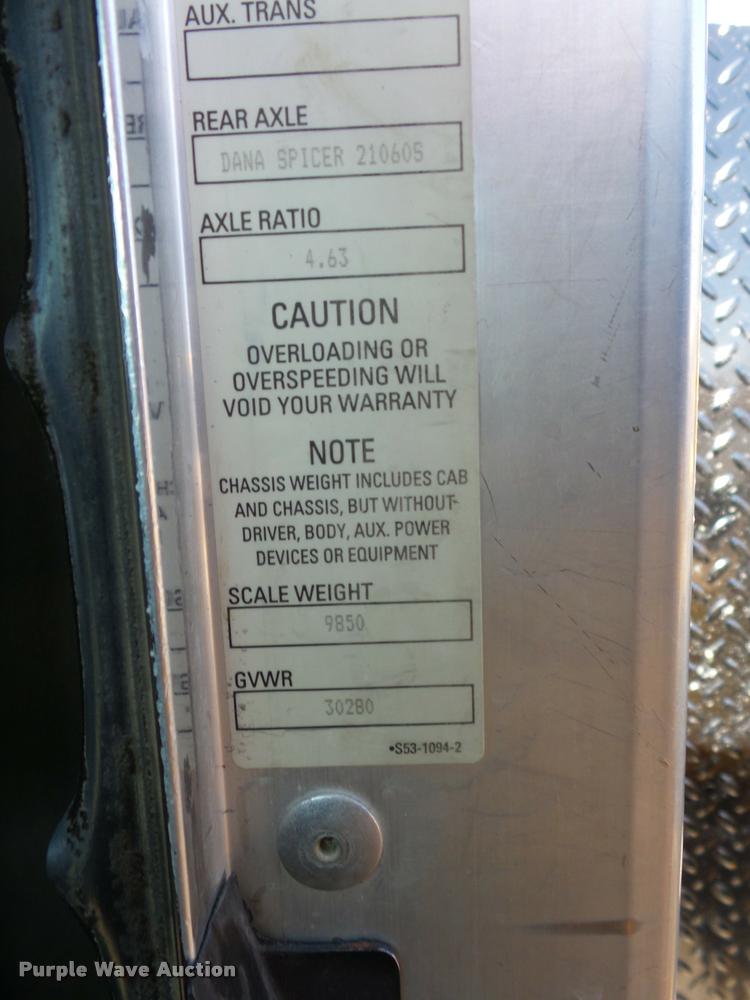 AUX. TRANS
REAR AXLE
DANA SPICER 21060S
AXLE RATIO
4.63
CAUTION
OVERLOADING OR
OVERSPEEDING WILL
VOID YOUR WARRANTY
NOTE
CHASSIS WEIGHT INCLUDES CAB
AND CHASSIS, BUT WITHOUT
DRIVER, BODY, AUX. POWER
DEVICES OR EQUIPMENT
SCALE WEIGHT
9850
GVWR
30280
•S53-1094-2
Purple Wave Auction